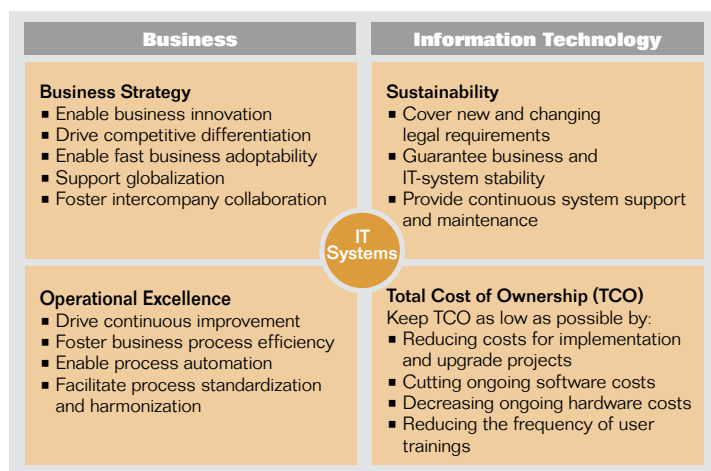 Business
Information Technology
Business Strategy
▪ Enable business innovation
▪ Drive competitive differentiation
▪ Enable fast business adoptability
▪ Support globalization
▪ Foster intercompany collaboration
Sustainability
▪ Cover new and changing
legal requirements
▪ Guarantee business and
IT-system stability
▪ Provide continuous system support
and maintenance
IT
Systems
Operational Excellence
▪ Drive continuous improvement
▪ Foster business process efficiency
▪ Enable process automation
▪ Facilitate process standardization
and harmonization
Total Cost of Ownership (TCO)
Keep TCO as low as possible by:
▪ Reducing costs for implementation
and upgrade projects
▪ Cutting ongoing software costs
▪ Decreasing ongoing hardware costs
▪ Reducing the frequency of user
trainings